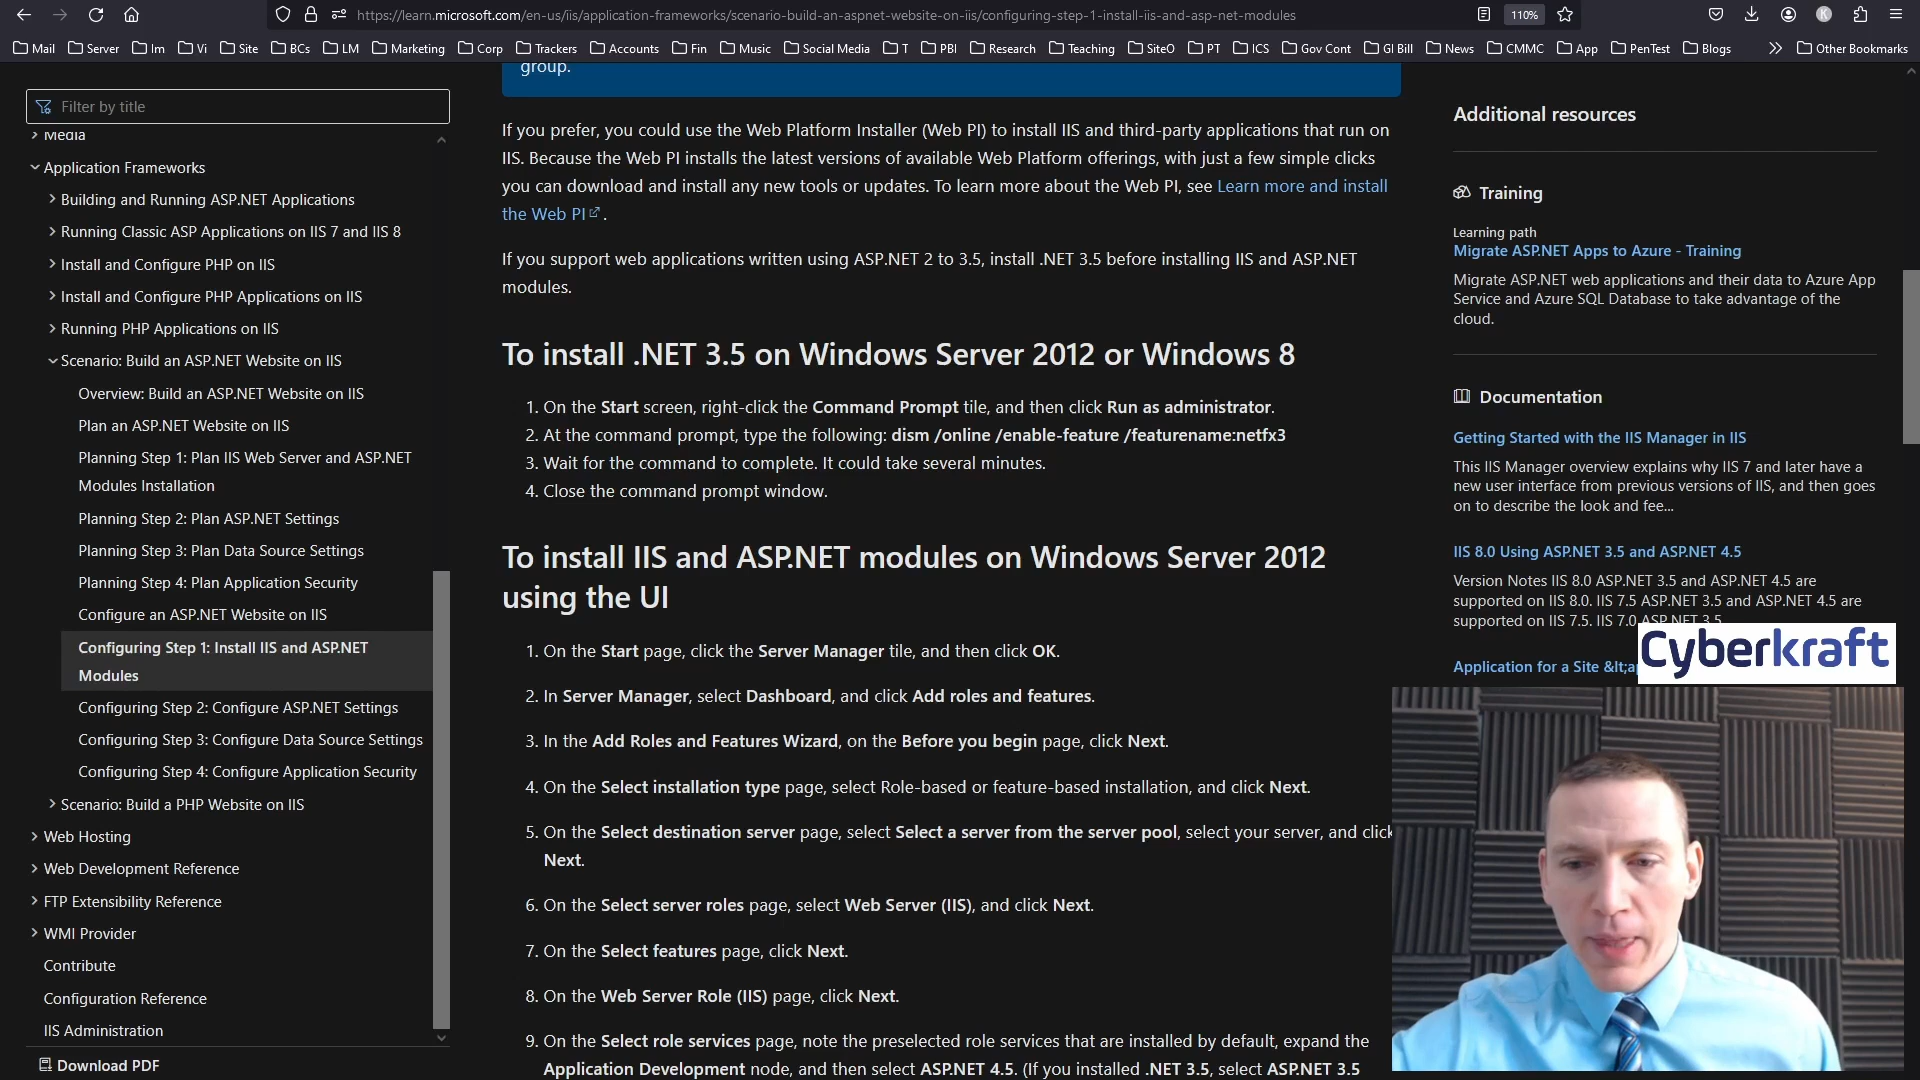 https://learn.microsoft.com/en-us/iis/application-frameworks/scenario-build-an-aspnet-website-on-iis/configuring-step-1-install-iis-and-asp-net-modules
110%
K
Mail
Server
Im
Vi
Site
BCs
LM
Marketing
Corp
Trackers
Accounts
Fin
Music
Social Media
T
PBI
Research
Teaching
SiteO
PT
ICS
Gov Cont
GI Bill
News
CMMC
App
PenTest
Blogs
Other Bookmarks
Filter by title
Media
Application Frameworks
Building and Running ASP.NET Applications
Running Classic ASP Applications on IIS 7 and IIS 8
Install and Configure PHP on IIS
Install and Configure PHP Applications on IIS
Running PHP Applications on IIS
Scenario: Build an ASP.NET Website on IIS
Overview: Build an ASP.NET Website on IIS
Plan an ASP.NET Website on IIS
Planning Step 1: Plan IIS Web Server and ASP.NET
Modules Installation
Planning Step 2: Plan ASP.NET Settings
Planning Step 3: Plan Data Source Settings
Planning Step 4: Plan Application Security
Configure an ASP.NET Website on IIS
Configuring Step 1: Install IIS and ASP.NET
Modules
Configuring Step 2: Configure ASP.NET Settings
Configuring Step 3: Configure Data Source Settings
Configuring Step 4: Configure Application Security
Scenario: Build a PHP Website on IIS
Web Hosting
Web Development Reference
FTP Extensibility Reference
WMI Provider
Contribute
Configuration Reference
IIS Administration
Download PDF
group.
If you prefer, you could use the Web Platform Installer (Web PI) to install IIS and third-party applications that run on
IIS. Because the Web PI installs the latest versions of available Web Platform offerings, with just a few simple clicks
you can download and install any new tools or updates. To learn more about the Web PI, see Learn more and install
the Web PI.
If you support web applications written using ASP.NET 2 to 3.5, install .NET 3.5 before installing IIS and ASP.NET
modules.
To install .NET 3.5 on Windows Server 2012 or Windows 8
1. On the Start screen, right-click the Command Prompt tile, and then click Run as administrator.
2. At the command prompt, type the following: dism /online /enable-feature /featurename:netfx3
3. Wait for the command to complete. It could take several minutes.
4. Close the command prompt window.
To install IIS and ASP.NET modules on Windows Server 2012
using the UI
1. On the Start page, click the Server Manager tile, and then click OK.
2. In Server Manager, select Dashboard, and click Add roles and features.
3. In the Add Roles and Features Wizard, on the Before you begin page, click Next.
4. On the Select installation type page, select Role-based or feature-based installation, and click Next.
5. On the Select destination server page, select Select a server from the server pool, select your server, and click
Next.
6. On the Select server roles page, select Web Server (IIS), and click Next.
7. On the Select features page, click Next.
8. On the Web Server Role (IIS) page, click Next.
9. On the Select role services page, note the preselected role services that are installed by default, expand the
Application Development node, and then select ASP.NET 4.5. (If you installed .NET 3.5, select ASP.NET 3.5
Additional resources
Training
Learning path
Migrate ASP.NET Apps to Azure - Training
Migrate ASP.NET web applications and their data to Azure App
Service and Azure SQL Database to take advantage of the
cloud.
Documentation
Getting Started with the IIS Manager in IIS
This IIS Manager overview explains why IIS 7 and later have a
new user interface from previous versions of IIS, and then goes
on to describe the look and fee...
IIS 8.0 Using ASP.NET 3.5 and ASP.NET 4.5
Version Notes IIS 8.0 ASP.NET 3.5 and ASP.NET 4.5 are
supported on IIS 8.0. IIS 7.5 ASP.NET 3.5 and ASP.NET 4.5 are
supported on IIS 7.5. IIS 7.0 ASP.NET 3.5
Application for a Site &lt;a
Cyberkraft